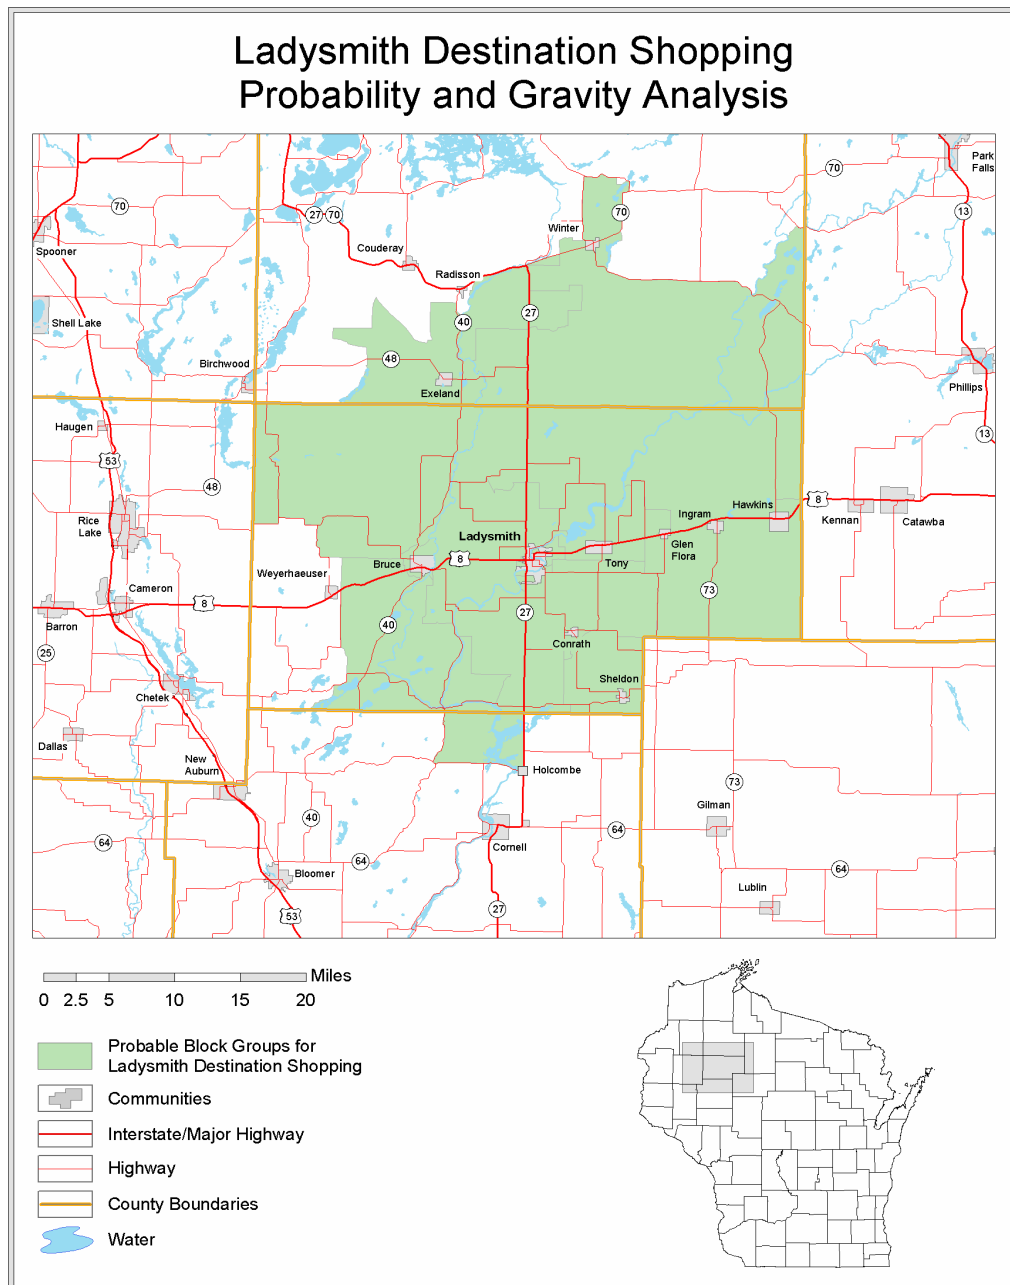 Ladysmith Destination Shopping
Probability and Gravity Analysis
Park
Falls
70
70
27
70
70
13
Winter
Spooner
Couderay
Radisson
Shell Lake
40
27
Birchwood
48
Exeland
Phillips
Haugen
13
53
48
Hawkins
8
Rice
Lake
Ingram
Kennan
Catawba
Ladysmith
Glen
Flora
Bruce
8
Tony
Weyerhaeuser
Cameron
73
8
Barron
40
27
25
Conrath
Sheldon
Chetek
Dallas
New
Auburn
Holcombe
73
Gilman
40
64
64
Cornell
64
64
Bloomer
Lublin
53
27
Miles
0 2.5 5 10 15 20
Probable Block Groups for
Ladysmith Destination Shopping
Communities
Interstate/Major Highway
Highway
County Boundaries
Water